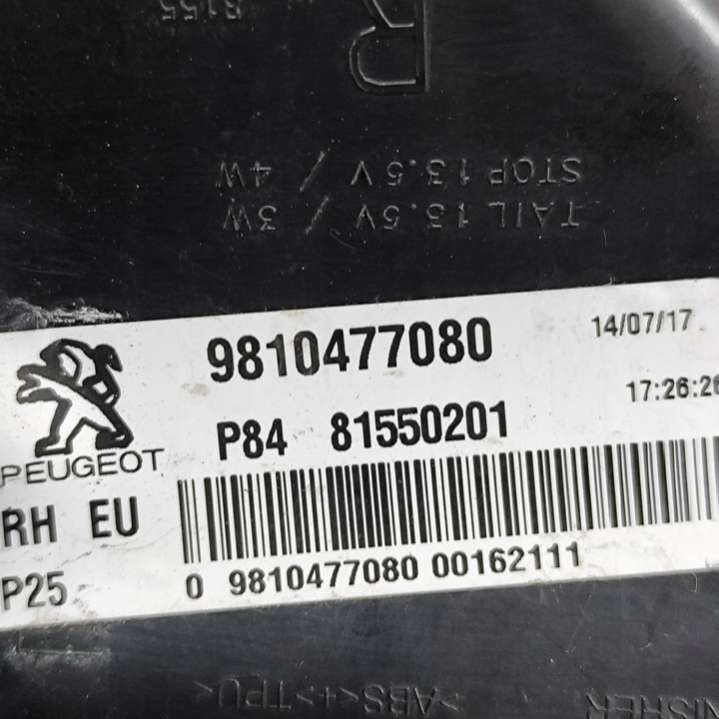 8155
R
STOP 13.5V / 4W
TAIL 13.5V / 3W
9810477080
14/07/17
PEUGEOT
P84 81550201
17:26:26
RH EU
P25
0 9810477080 00162111
>ABS<+>TPU<